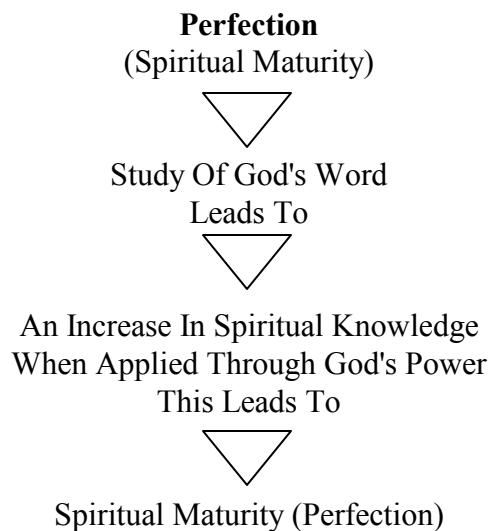 Perfection
(Spiritual Maturity)
Study Of God's Word
Leads To
An Increase In Spiritual Knowledge
When Applied Through God's Power
This Leads To
Spiritual Maturity (Perfection)